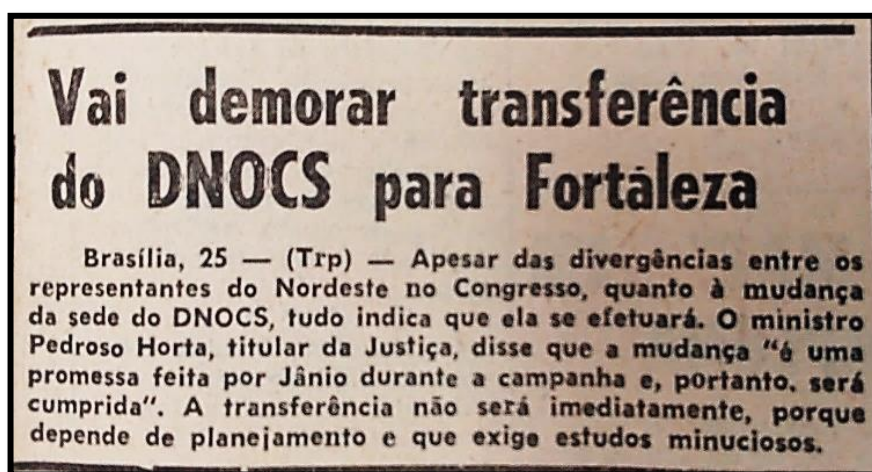 Vai demorar transferência
do DNOCS para Fortaleza
Brasília, 25 — (Trp) — Apesar das divergências entre os
representantes do Nordeste no Congresso, quanto à mudança
da sede do DNOCS, tudo indica que ela se efetuará. O ministro
Pedroso Horta, titular da Justiça, disse que a mudança "é uma
promessa feita por Jânio durante a campanha e, portanto, será
cumprida". A transferência não será imediatamente, porque
depende de planejamento e que exige estudos minuciosos.